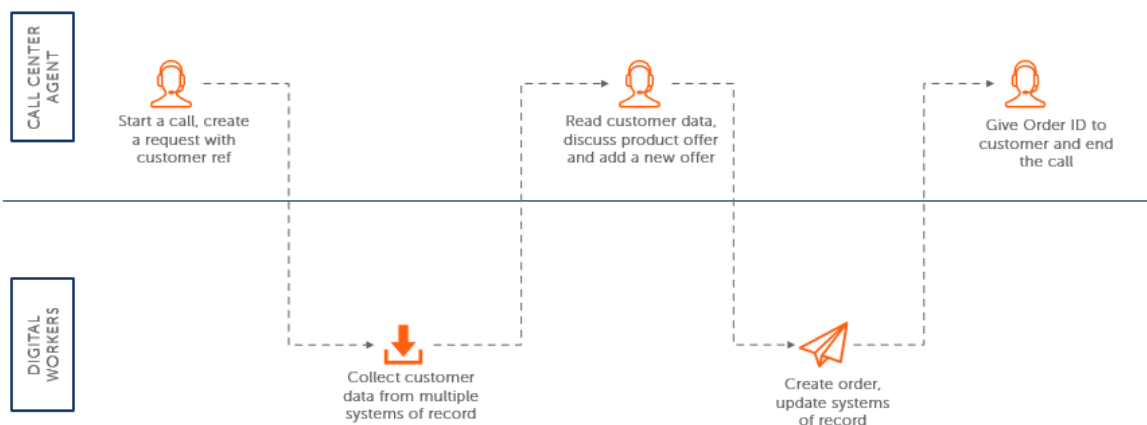 CALL CENTER
AGENT
Start a call, create
a request with
customer ref
Read customer data,
discuss product offer
and add a new offer
Give Order ID to
customer and end
the call
DIGITAL
WORKERS
Collect customer
data from multiple
systems of record
Create order,
update systems
of record